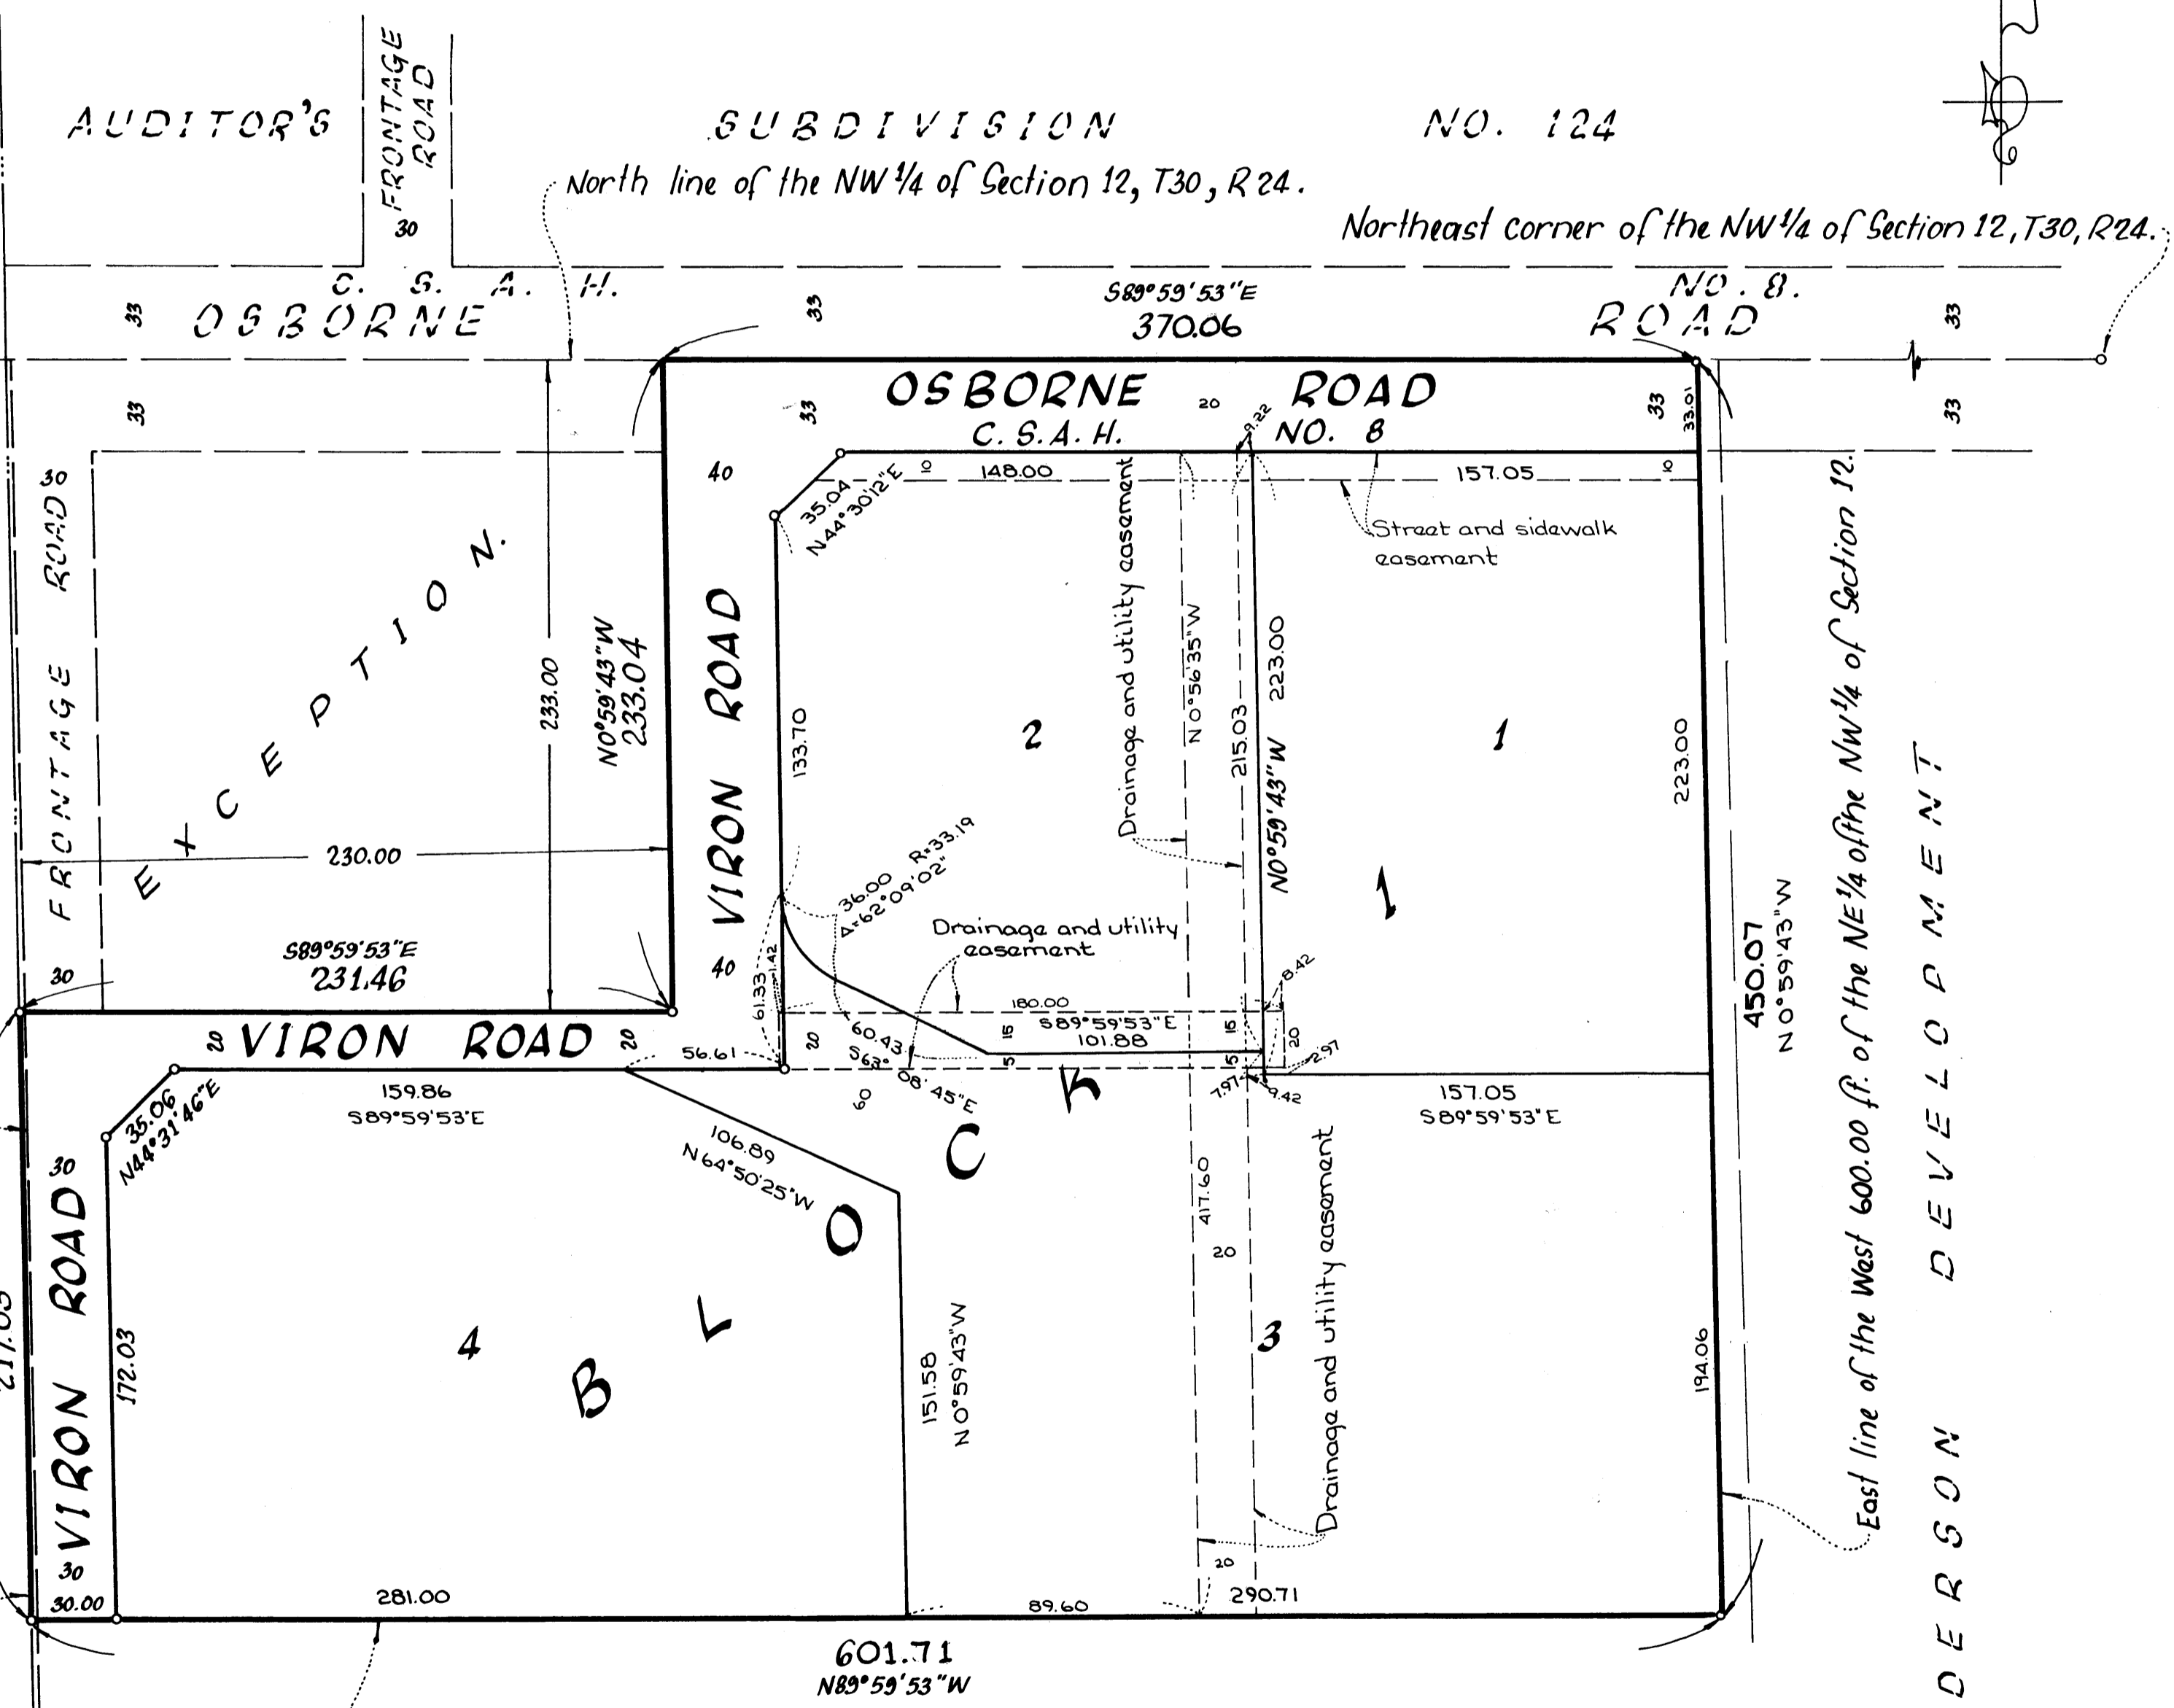 FRONTAGE
ROAD
30
AUDITOR'S SUBDIVISION NO. 124
North line of the NW 1/4 of Section 12, T30, R24.
Northeast corner of the NW 1/4 of Section 12, T30, R24.
C. S. A. H. NO. 8.
OSBORNE ROAD
33
33
33
S89°59'53"E
370.06
33
33
33
33
33.01
33
OSBORNE ROAD
20
9.22
C.S.A.H. NO. 8
40
10
148.00
157.05
10
35.04
N44°30'12"E
Street and sidewalk
easement
30
FRONTAGE ROAD
30
EXCEPTION.
233.00
N0°59'43"W
233.04
230.00
S89°59'53"E
231.46
VIRON ROAD
40
133.70
2
Drainage and utility easement
N0°56'35"W
215.03
223.00
N0°59'43"W
1
1
223.00
450.07
N0°59'43"W
East line of the West 600.00 ft. of the NE 1/4 of the NW 1/4 of Section 12.
DERSON DEVELOPMENT
36.00 R=33.19
Δ=62°09'02"
Drainage and utility
easement
61.33
1.42
180.00
S89°59'53"E
101.88
15
5
15
5
20
8.42
2.97
7.97
9.42
20
60.43
S63°08'45"E
60
20 VIRON ROAD 20
56.61
159.86
S89°59'53"E
157.05
S89°59'53"E
35.06
N44°31'46"E
106.89
N64°50'25"W
BLOCK
30
VIRON ROAD
172.03
30
30.00
4
281.00
151.58
N0°59'43"W
417.60
20
3
Drainage and utility easement
194.06
20
89.60
290.71
601.71
N89°59'53"W